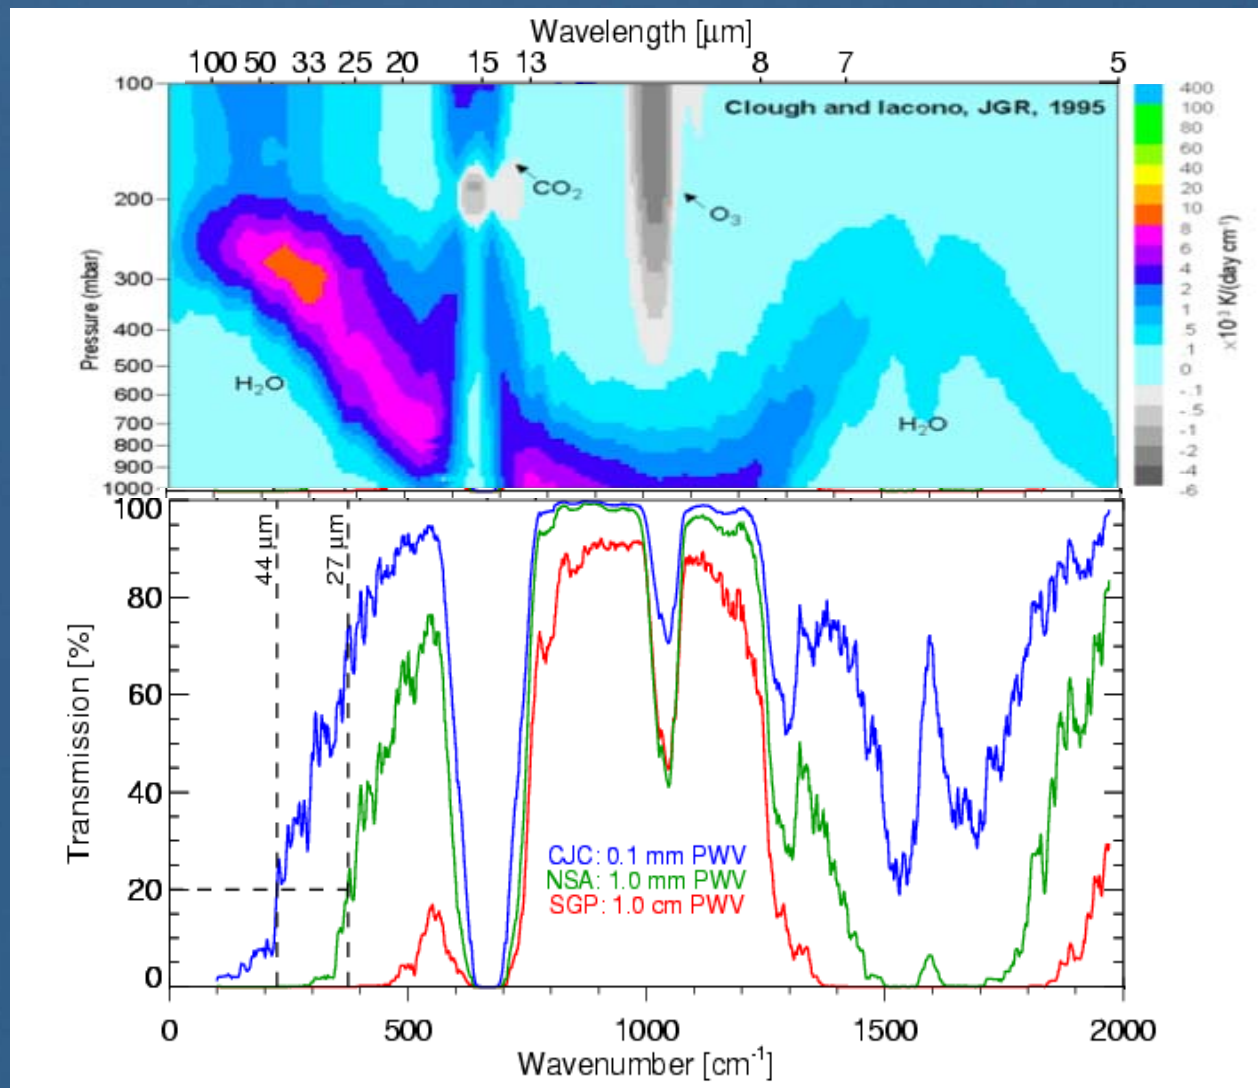 Wavelength [μm]
100 50 33 25 20 15 13 8 7 5
Clough and Iacono, JGR, 1995
100
200
300
400
500
600
700
800
900
1000
Pressure (mbar)
CO₂
O₃
H₂O
H₂O
400
100
80
60
40
20
10
8
6
4
2
1
5
1
0
-.1
-.5
-1
-2
-4
-6
x10³ K/(day cm⁻¹)
100
80
60
40
20
0
Transmission [%]
44 μm
27 μm
CJC: 0.1 mm PWV
NSA: 1.0 mm PWV
SGP: 1.0 cm PWV
0 500 1000 1500 2000
Wavenumber [cm⁻¹]